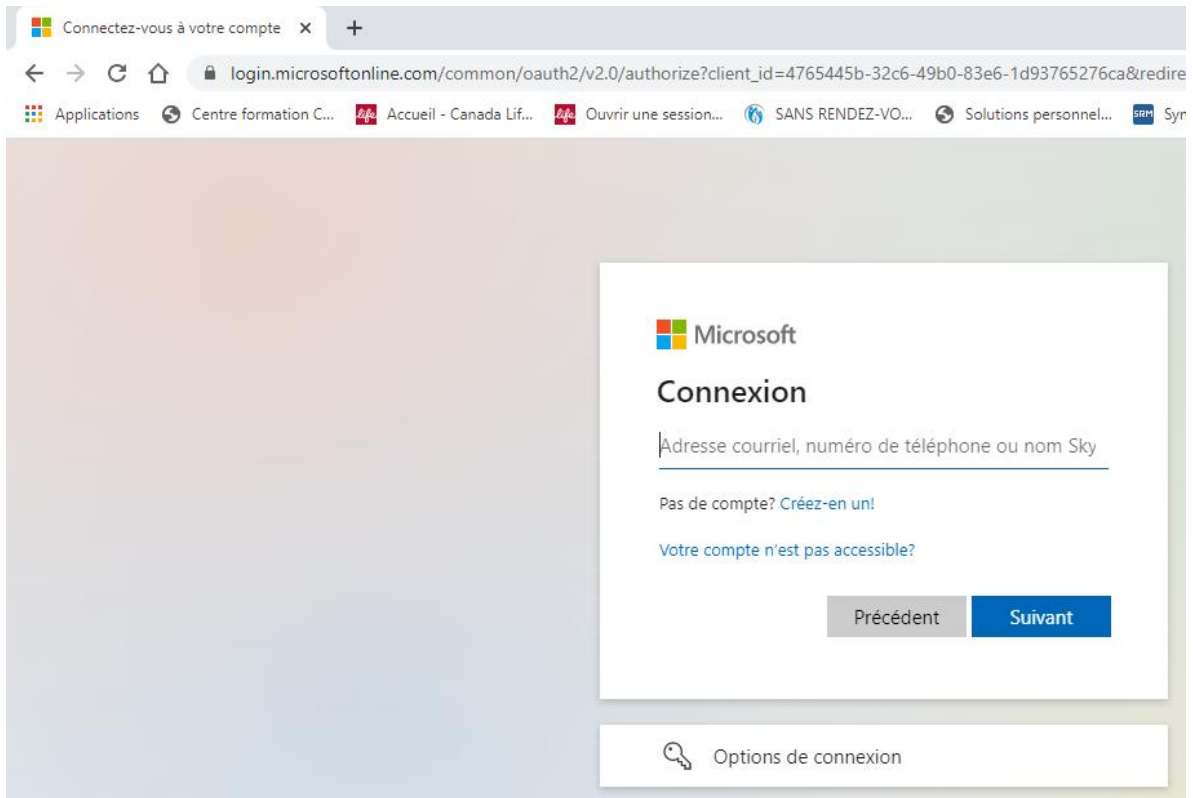 Connectez-vous à votre compte
login.microsoftonline.com/common/oauth2/v2.0/authorize?client_id=4765445b-32c6-49b0-83e6-1d93765276ca&redire
Applications Centre formation C... life Accueil - Canada Lif... life Ouvrir une session... SANS RENDEZ-VO... Solutions personnel... SRM Syn
Microsoft
Connexion
Adresse courriel, numéro de téléphone ou nom Sky
Pas de compte? Créez-en un!
Votre compte n'est pas accessible?
Précédent Suivant
Options de connexion